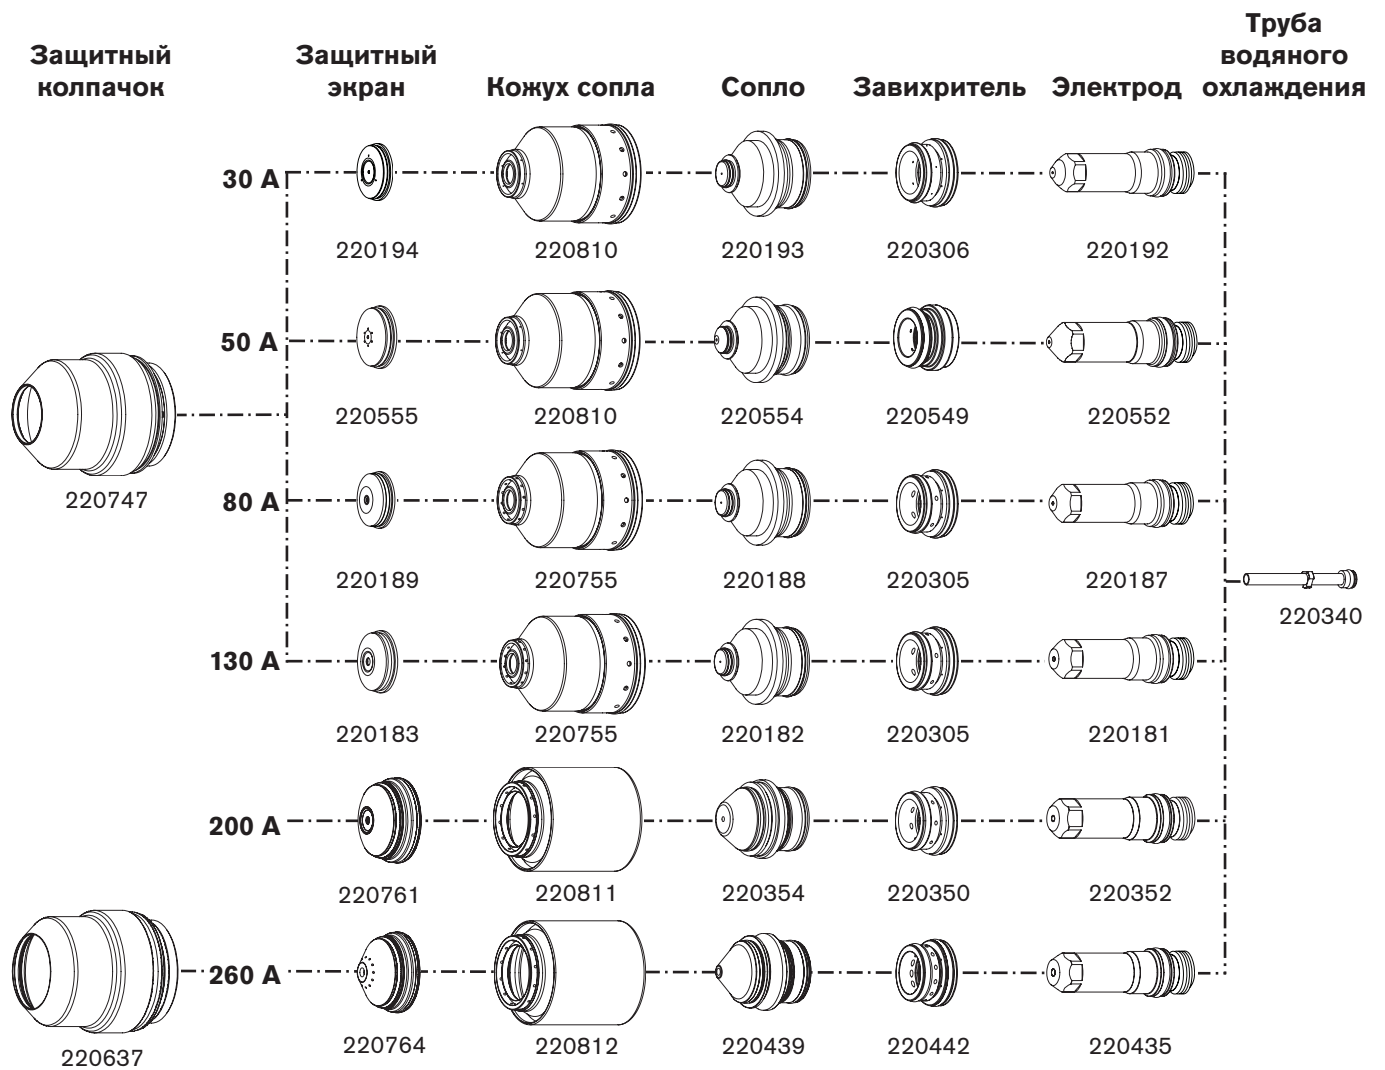 Защитный
колпачок
Защитный
экран
Кожух сопла
Сопло
Завихритель
Электрод
Труба
водяного
охлаждения
30 A
220194
220810
220193
220306
220192
50 A
220555
220810
220554
220549
220552
220747
80 A
220189
220755
220188
220305
220187
220340
130 A
220183
220755
220182
220305
220181
200 A
220761
220811
220354
220350
220352
260 A
220764
220812
220439
220442
220435
220637